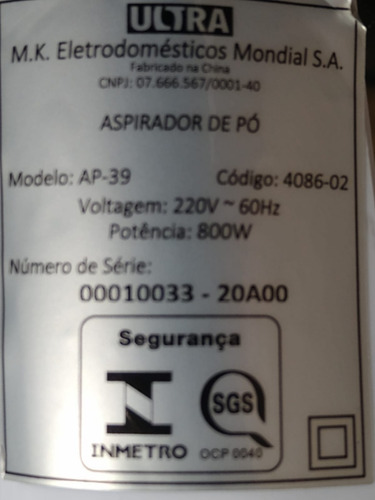 ULTRA
M.K. Eletrodomésticos Mondial S.A.
Fabricado na China
CNPJ: 07.666.567/0001-40
ASPIRADOR DE PÓ
Modelo: AP-39 Código: 4086-02
Voltagem: 220V ~ 60Hz
Potência: 800W
Número de Série:
00010033 - 20A00
Segurança
SGS
INMETRO OCP 0040